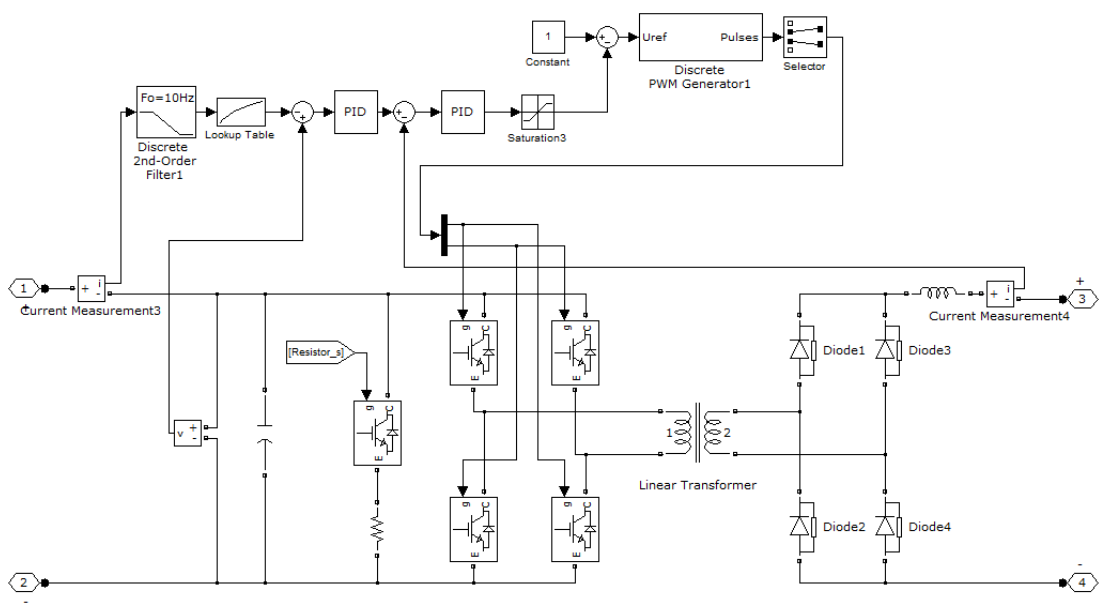 1
Constant
+
-
Uref
Pulses
Discrete
PWM Generator1
Selector
Fo=10Hz
Discrete
2nd-Order
Filter1
Lookup Table
-
+
PID
+
-
PID
Saturation3
1
+
+
-
i
Current Measurement3
[Resistor_s]
g
C
E
g
C
E
g
C
E
v
+
-
g
C
E
g
C
E
1
2
Linear Transformer
Diode1
Diode3
Diode2
Diode4
+
-
i
Current Measurement4
+
3
2
-
-
4